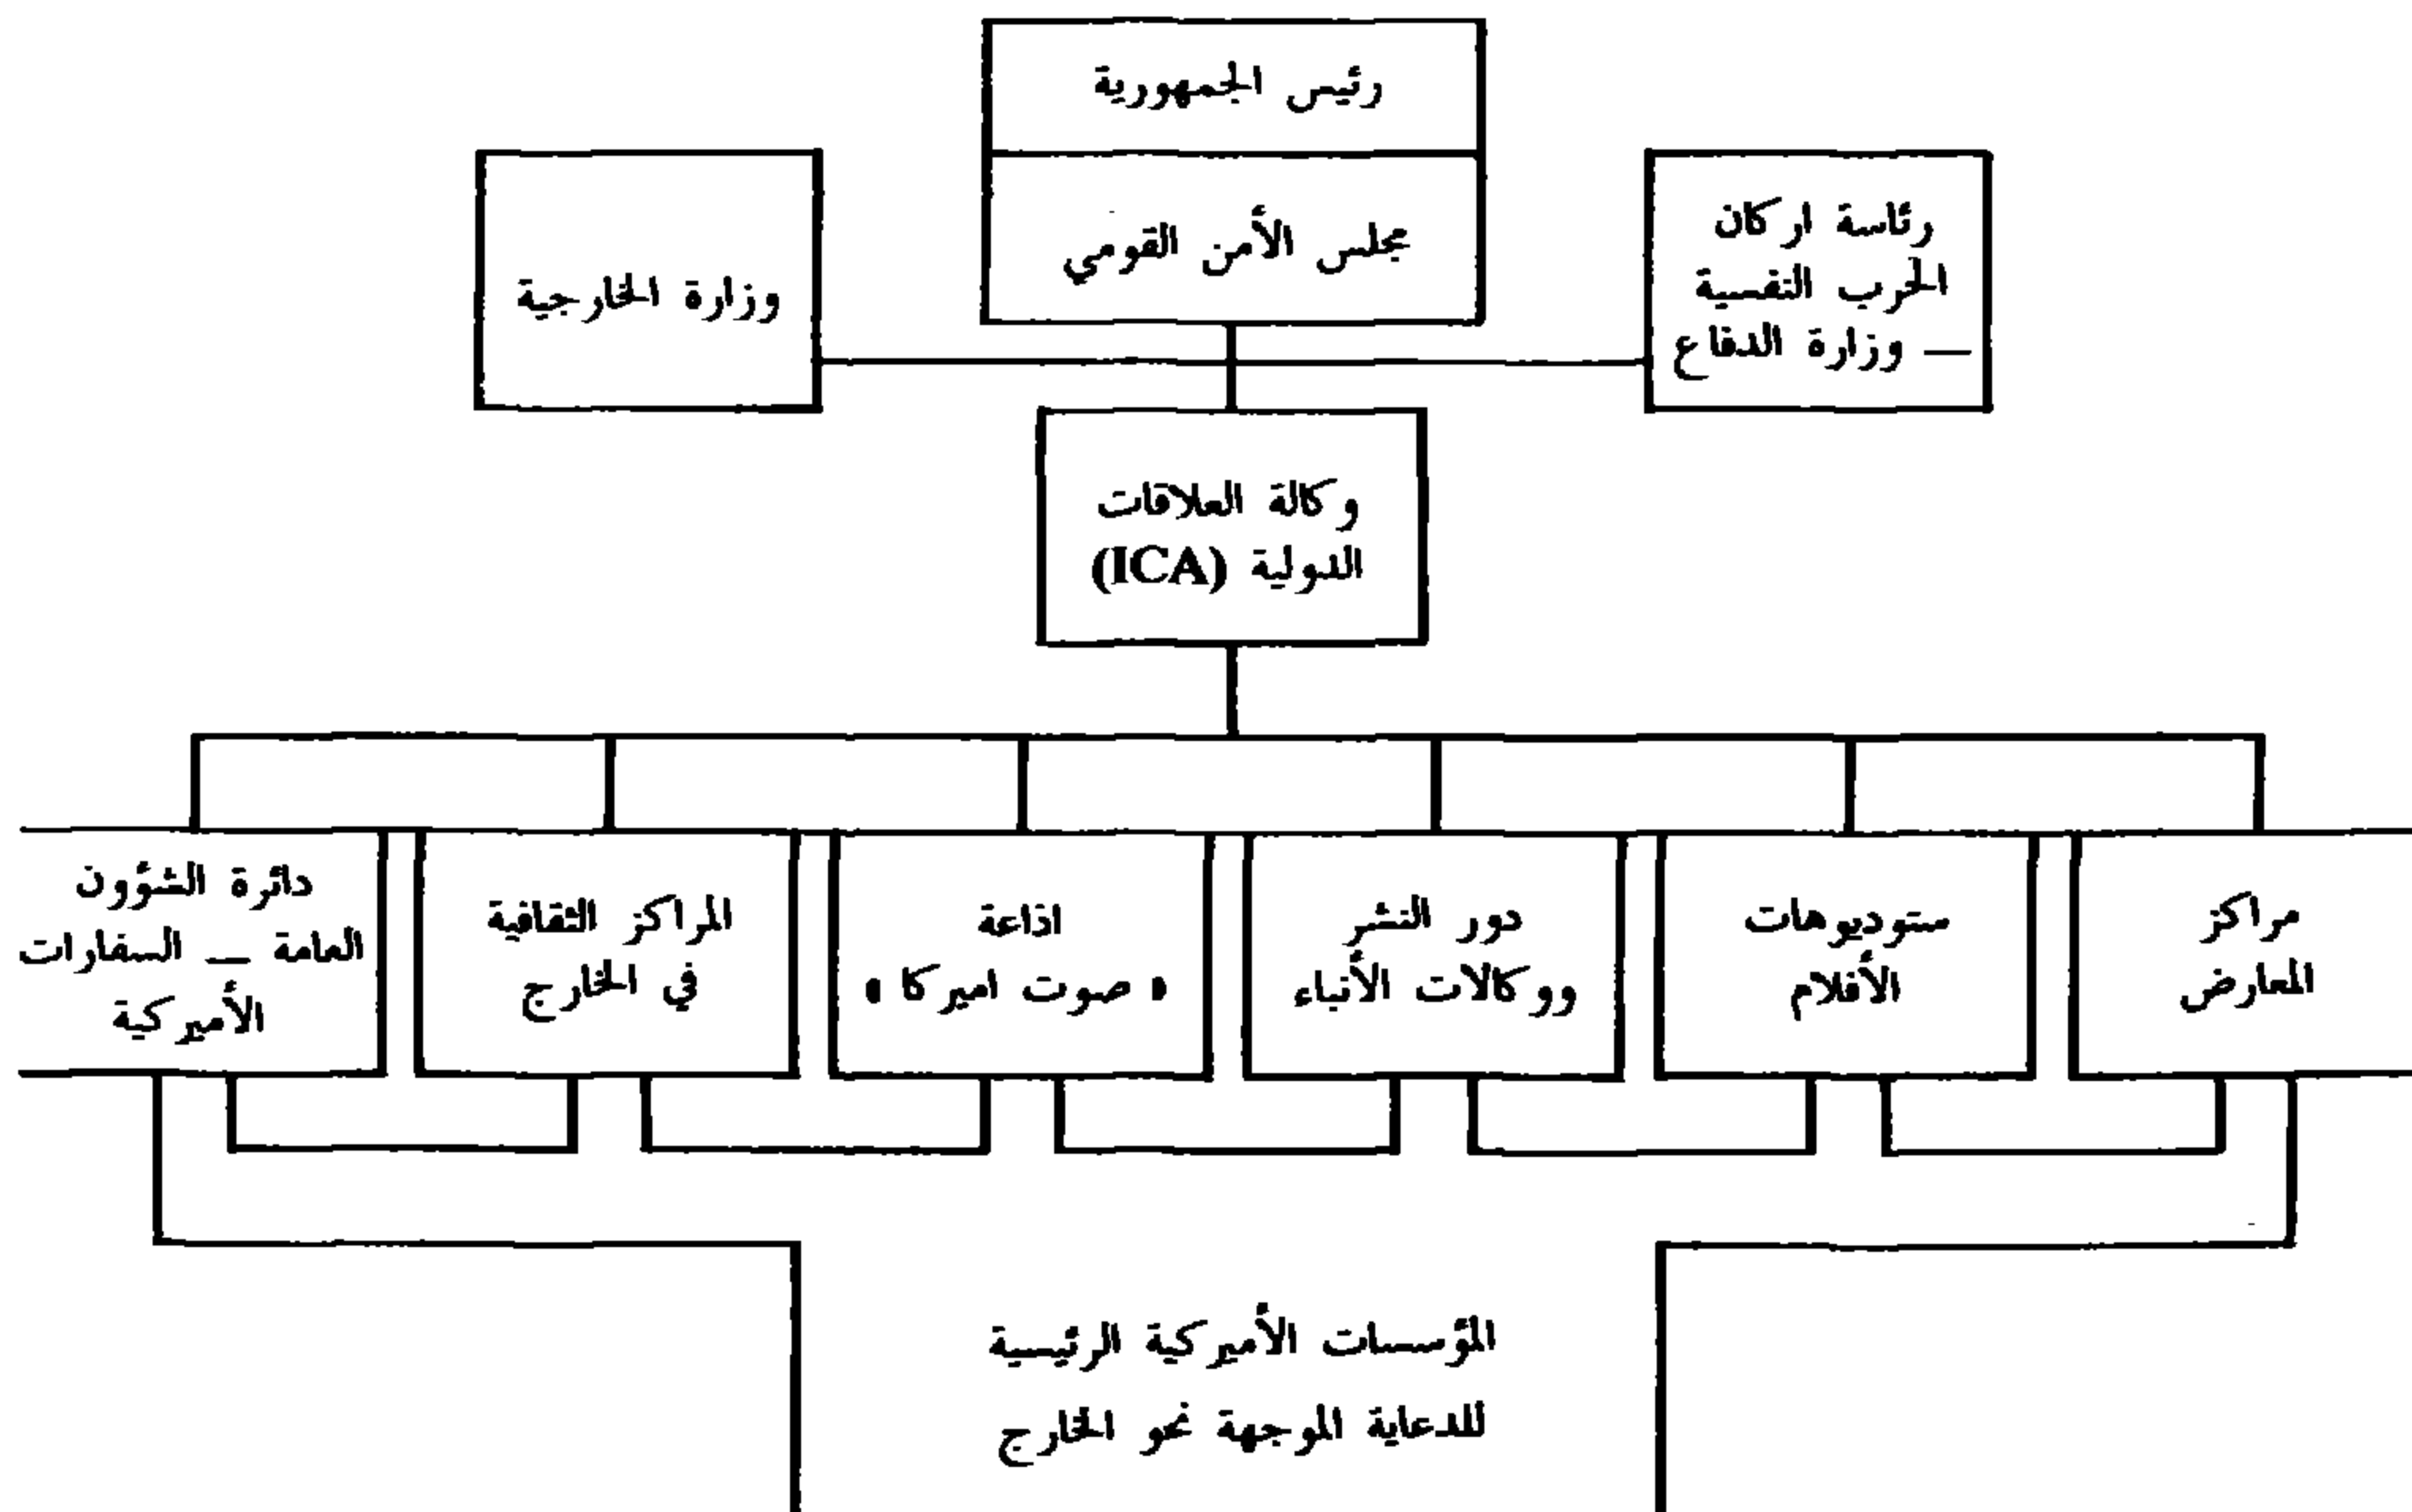 رئيس الجمهورية
مجلس الأمن القومي
رئاسة اركان
الحرب النفسية
— وزارة الدفاع
وزارة الخارجية
وكالة العلاقات
الدولية (ICA)
مراكز
المعارض
ستوديوهات
الأفلام
دور النشر
ووكالات الأنباء
اذاعة
« صوت اميركا »
المراكز الثقافية
في الخارج
دائرة الشؤون
العامة — السفارات
الأميركية
المؤسسات الأميركية الرئيسية
للدعاية الموجهة نحو الخارج